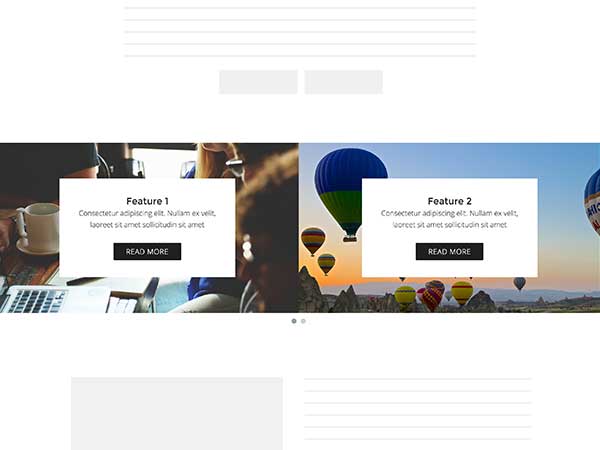 Feature 1
Consectetur adipiscing elit. Nullam ex velit,
laoreet sit amet sollicitudin sit amet
READ MORE
Feature 2
Consectetur adipiscing elit. Nullam ex velit,
laoreet sit amet sollicitudin sit amet
READ MORE